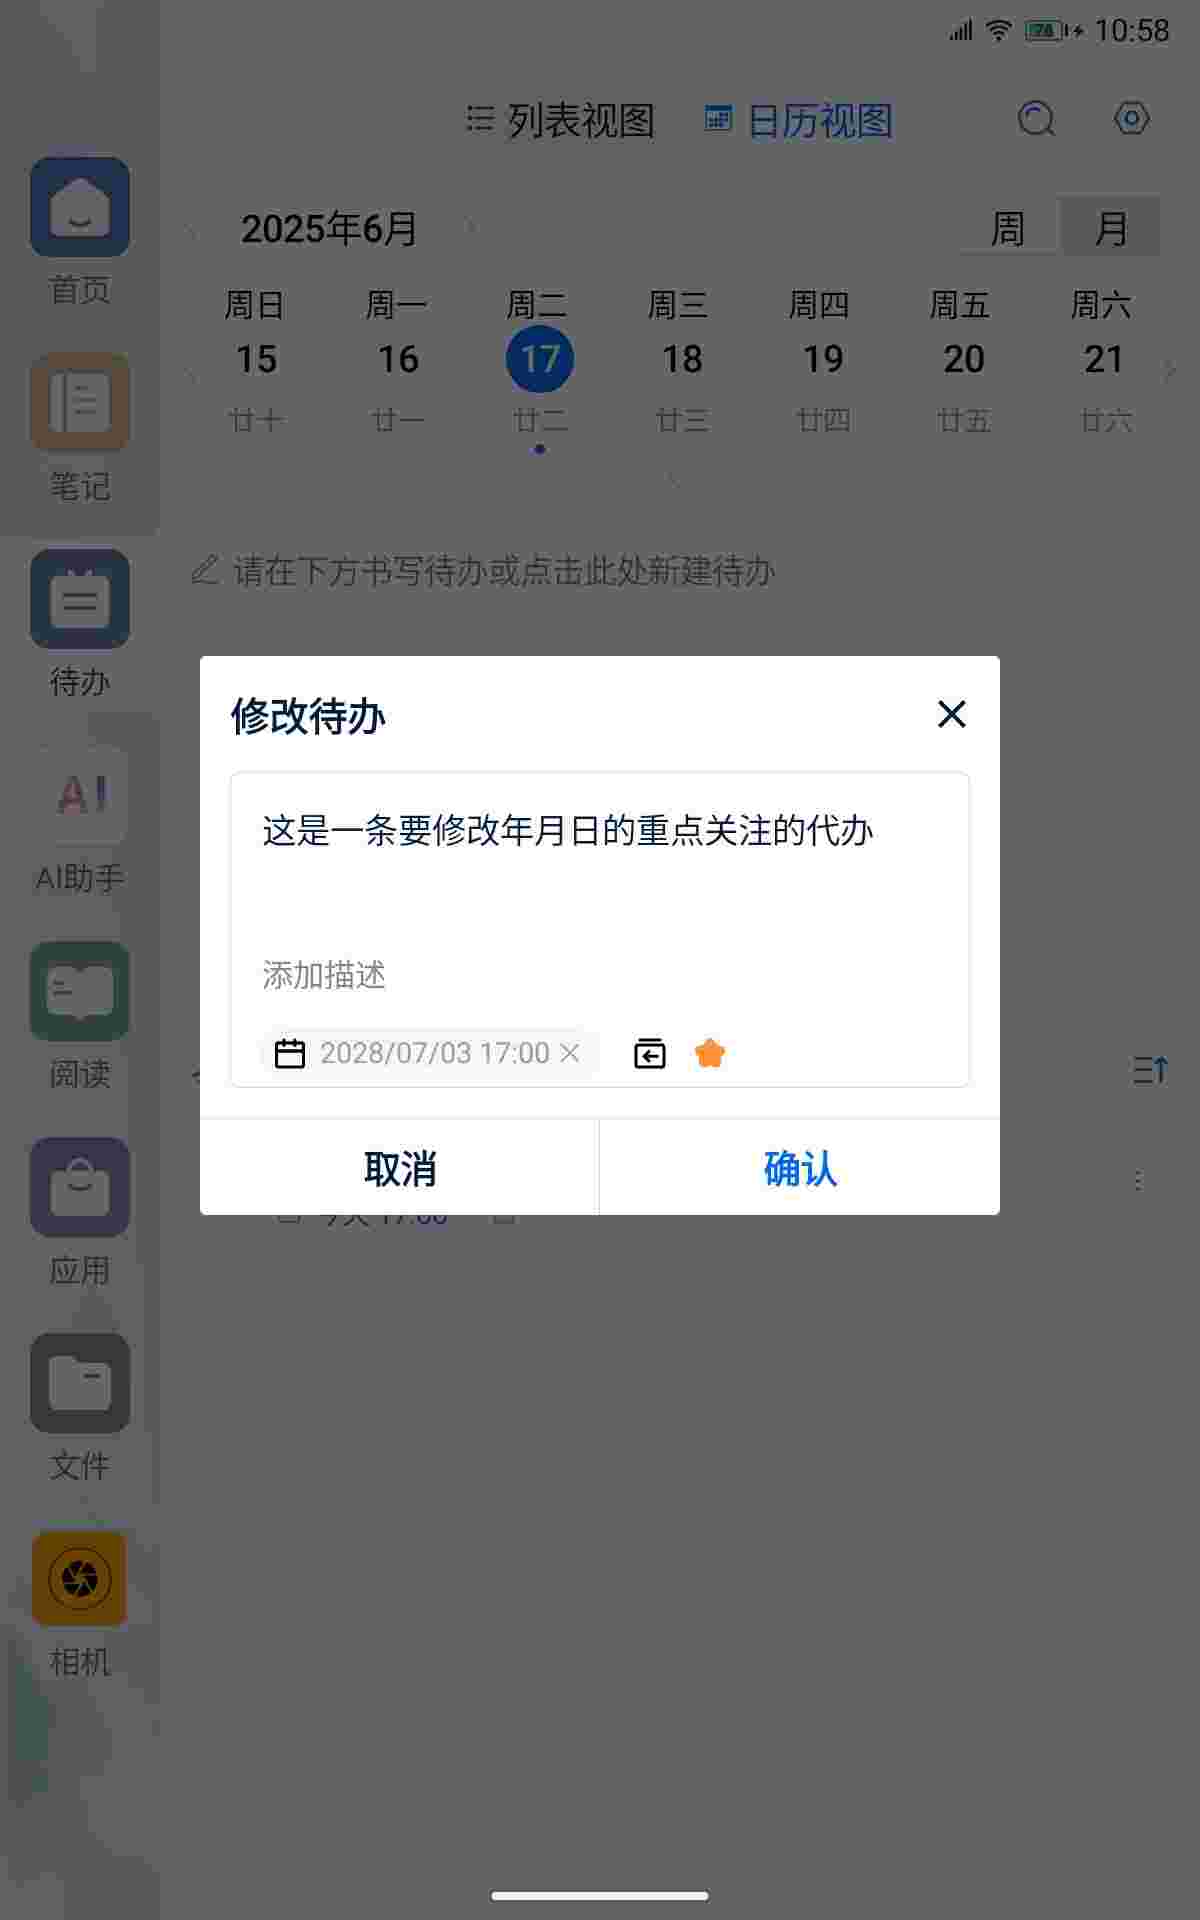 74 10:58
列表视图 日历视图
2025年6月 周 月
周日 周一 周二 周三 周四 周五 周六
15 16 17 18 19 20 21
廿十 廿一 廿二 廿三 廿四 廿五 廿六
请在下方书写待办或点击此处新建待办
首页
笔记
待办
AI
AI助手
阅读
应用
文件
相机
修改待办
这是一条要修改年月日的重点关注的代办
添加描述
2028/07/03 17:00
取消 确认
今天 17:00